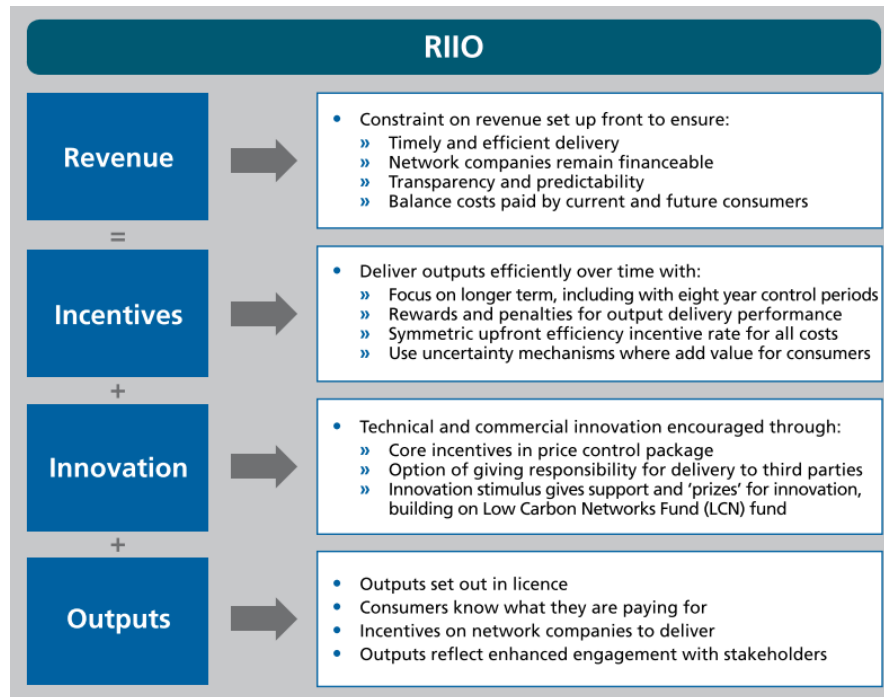 RIIO
Revenue
• Constraint on revenue set up front to ensure:
» Timely and efficient delivery
» Network companies remain financeable
» Transparency and predictability
» Balance costs paid by current and future consumers
=
Incentives
• Deliver outputs efficiently over time with:
» Focus on longer term, including with eight year control periods
» Rewards and penalties for output delivery performance
» Symmetric upfront efficiency incentive rate for all costs
» Use uncertainty mechanisms where add value for consumers
+
Innovation
• Technical and commercial innovation encouraged through:
» Core incentives in price control package
» Option of giving responsibility for delivery to third parties
» Innovation stimulus gives support and ‘prizes’ for innovation,
building on Low Carbon Networks Fund (LCN) fund
+
Outputs
• Outputs set out in licence
• Consumers know what they are paying for
• Incentives on network companies to deliver
• Outputs reflect enhanced engagement with stakeholders